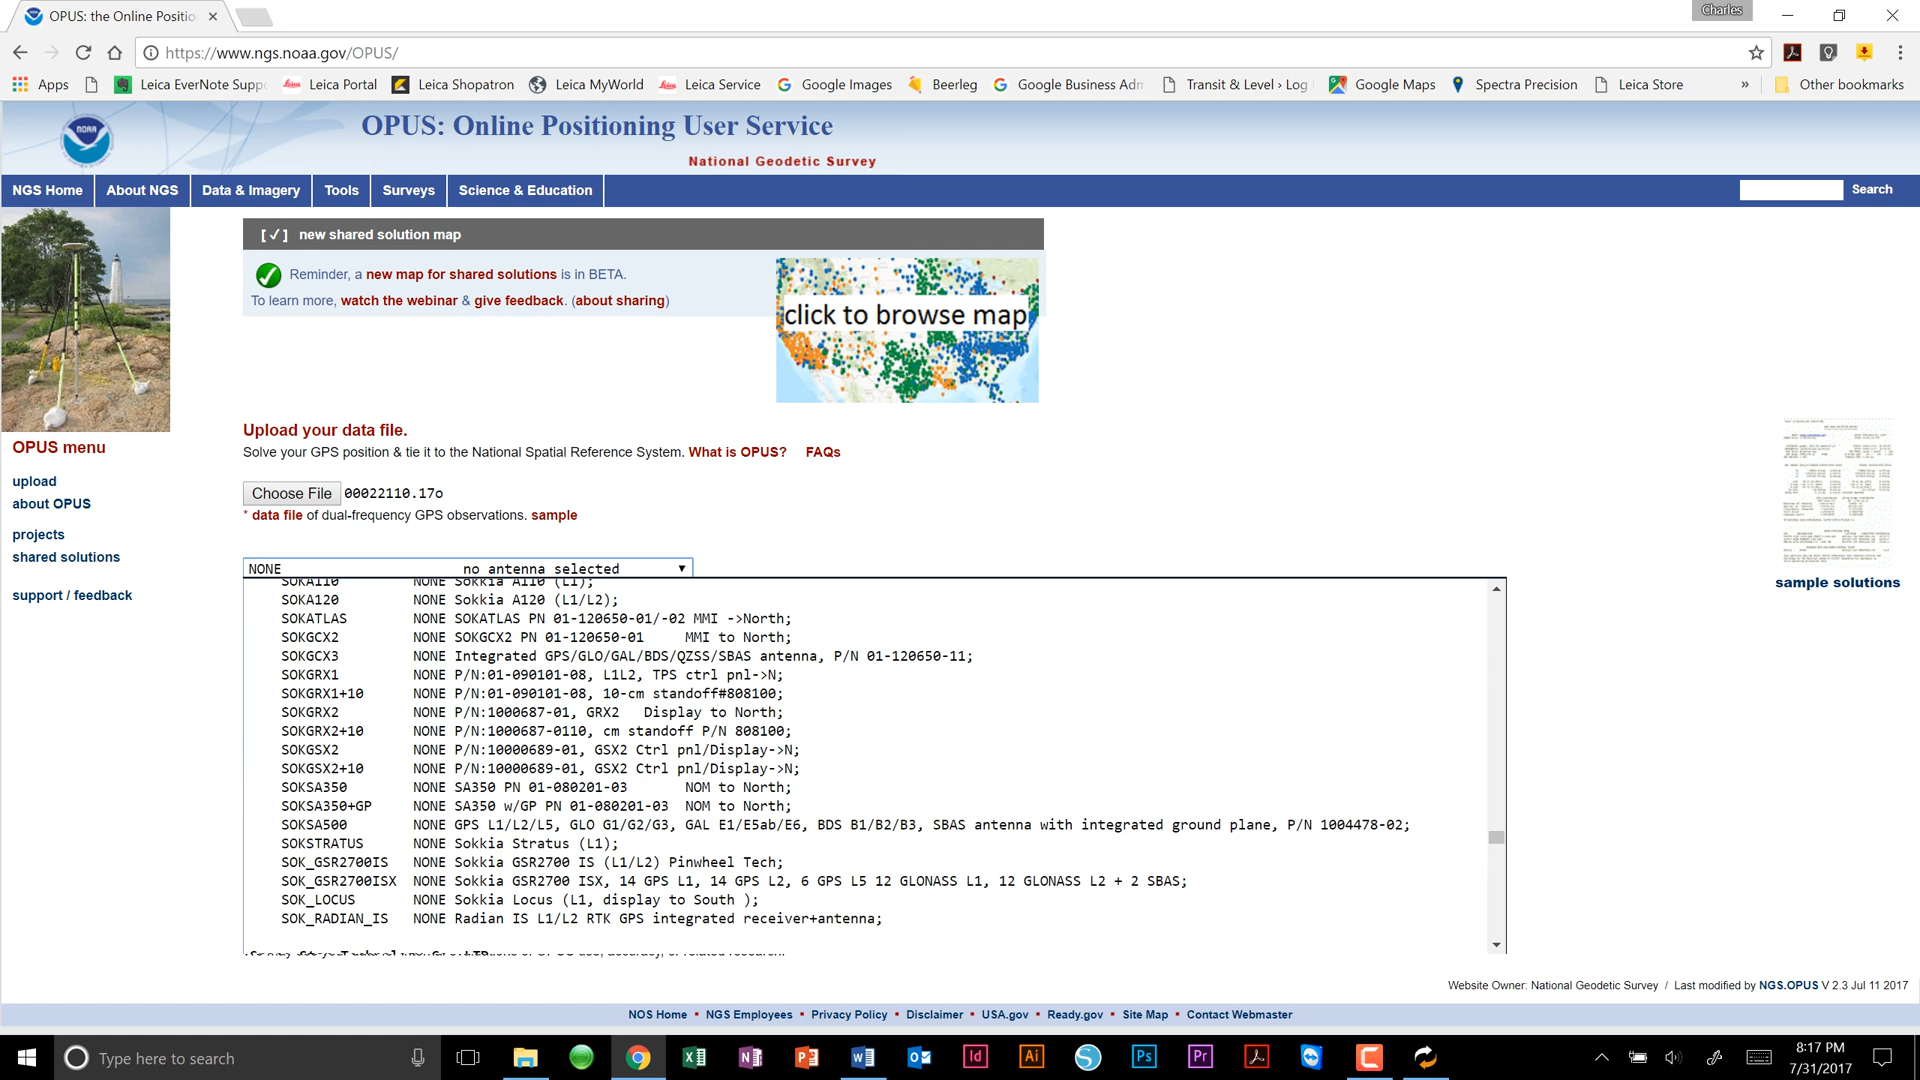 OPUS: the Online Positio
Charles
https://www.ngs.noaa.gov/OPUS/
Apps
Leica EverNote Supp
Leica Portal
Leica Shopatron
Leica MyWorld
Leica Service
Google Images
Beerleg
Google Business Adm
Transit & Level › Log
Google Maps
Spectra Precision
Leica Store
»
Other bookmarks
NOAA
OPUS: Online Positioning User Service
National Geodetic Survey
NGS Home
About NGS
Data & Imagery
Tools
Surveys
Science & Education
Search
[✓] new shared solution map
Reminder, a new map for shared solutions is in BETA.
To learn more, watch the webinar & give feedback. (about sharing)
click to browse map
OPUS menu
upload
about OPUS
projects
shared solutions
support / feedback
Upload your data file.
Solve your GPS position & tie it to the National Spatial Reference System. What is OPUS? FAQs
Choose File 00022110.17o
* data file of dual-frequency GPS observations. sample
NONE no antenna selected
SOKA110 NONE Sokkia A110 (L1);
SOKA120 NONE Sokkia A120 (L1/L2);
SOKATLAS NONE SOKATLAS PN 01-120650-01/-02 MMI ->North;
SOKGCX2 NONE SOKGCX2 PN 01-120650-01 MMI to North;
SOKGCX3 NONE Integrated GPS/GLO/GAL/BDS/QZSS/SBAS antenna, P/N 01-120650-11;
SOKGRX1 NONE P/N:01-090101-08, L1L2, TPS ctrl pnl->N;
SOKGRX1+10 NONE P/N:01-090101-08, 10-cm standoff#808100;
SOKGRX2 NONE P/N:1000687-01, GRX2 Display to North;
SOKGRX2+10 NONE P/N:1000687-0110, cm standoff P/N 808100;
SOKGSX2 NONE P/N:10000689-01, GSX2 Ctrl pnl/Display->N;
SOKGSX2+10 NONE P/N:10000689-01, GSX2 Ctrl pnl/Display->N;
SOKSA350 NONE SA350 PN 01-080201-03 NOM to North;
SOKSA350+GP NONE SA350 w/GP PN 01-080201-03 NOM to North;
SOKSA500 NONE GPS L1/L2/L5, GLO G1/G2/G3, GAL E1/E5ab/E6, BDS B1/B2/B3, SBAS antenna with integrated ground plane, P/N 1004478-02;
SOKSTRATUS NONE Sokkia Stratus (L1);
SOK_GSR2700IS NONE Sokkia GSR2700 IS (L1/L2) Pinwheel Tech;
SOK_GSR2700ISX NONE Sokkia GSR2700 ISX, 14 GPS L1, 14 GPS L2, 6 GPS L5 12 GLONASS L1, 12 GLONASS L2 + 2 SBAS;
SOK_LOCUS NONE Sokkia Locus (L1, display to South );
SOK_RADIAN_IS NONE Radian IS L1/L2 RTK GPS integrated receiver+antenna;
sample solutions
Website Owner: National Geodetic Survey / Last modified by NGS.OPUS V 2.3 Jul 11 2017
NOS Home • NGS Employees • Privacy Policy • Disclaimer • USA.gov • Ready.gov • Site Map • Contact Webmaster
Type here to search
8:17 PM
7/31/2017